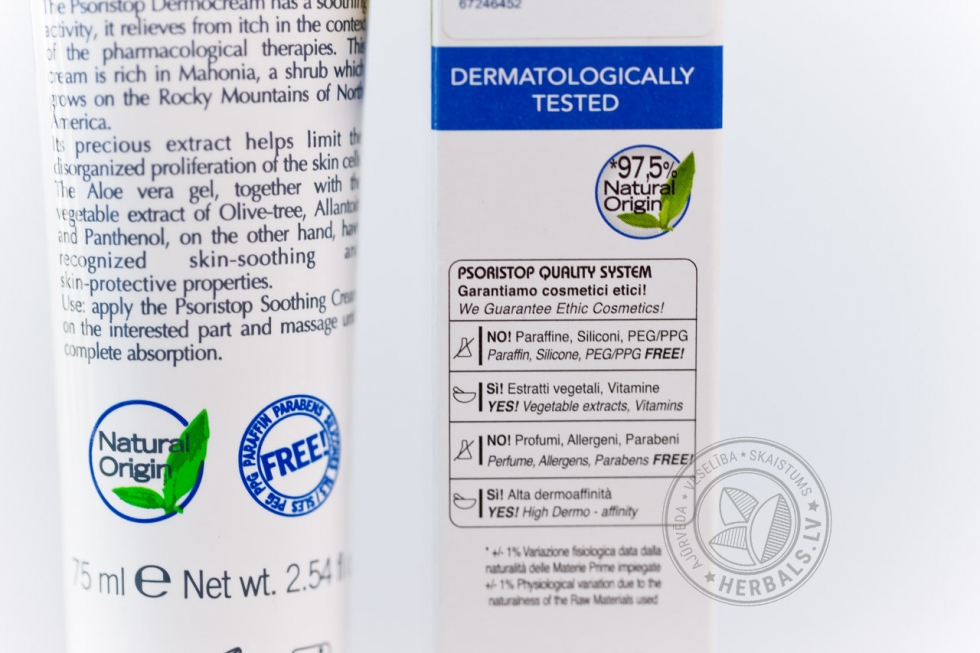 The Psoristop Dermocream has a soothing
activity, it relieves from itch in the context
of the pharmacological therapies. This
cream is rich in Mahonia, a shrub which
grows on the Rocky Mountains of North
America.
Its precious extract helps limit the
disorganized proliferation of the skin cells
The Aloe vera gel, together with the
vegetable extract of Olive-tree, Allantoi
and Panthenol, on the other hand, have
recognized skin-soothing and
skin-protective properties.
Use: apply the Psoristop Soothing Cream
on the interested part and massage until
complete absorption.
Natural
Origin
PEG PPG PARAFFIN PARABENS SLS/SLES
FREE!
75 ml e Net wt. 2.54 fl
67246452
DERMATOLOGICALLY
TESTED
*97,5%
Natural
Origin
PSORISTOP QUALITY SYSTEM
Garantiamo cosmetici etici!
We Guarantee Ethic Cosmetics!
NO! Paraffine, Siliconi, PEG/PPG
Paraffin, Silicone, PEG/PPG FREE!
Sì! Estratti vegetali, Vitamine
YES! Vegetable extracts, Vitamins
NO! Profumi, Allergeni, Parabeni
Perfume, Allergens, Parabens FREE!
Sì! Alta dermoaffinità
YES! High Dermo - affinity
* +/- 1% Variazione fisiologica data dalla
naturalità delle Materie Prime impiegate
+/- 1% Physiological variation due to the
naturalness of the Raw Materials used
AJŪRVĒDA * VESELĪBA * SKAISTUMS
HERBALS.LV